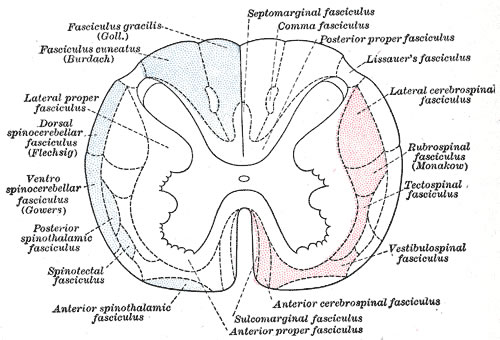 Fasciculus gracilis
(Goll.)
Fasciculus cuneatus
(Burdach)
Lateral proper
fasciculus
Dorsal
spinocerebellar
fasciculus
(Flechsig)
Ventro
spinocerebellar
fasciculus
(Gowers)
Posterior
spinothalamic
fasciculus
Spinotectal
fasciculus
Anterior spinothalamic
fasciculus
Septomarginal fasciculus
Comma fasciculus
Posterior proper fasciculus
Lissauer's fasciculus
Lateral cerebrospinal
fasciculus
Rubrospinal
fasciculus
(Monakow)
Tectospinal
fasciculus
Vestibulospinal
fasciculus
Anterior cerebrospinal fasciculus
Sulcomarginal fasciculus
Anterior proper fasciculus